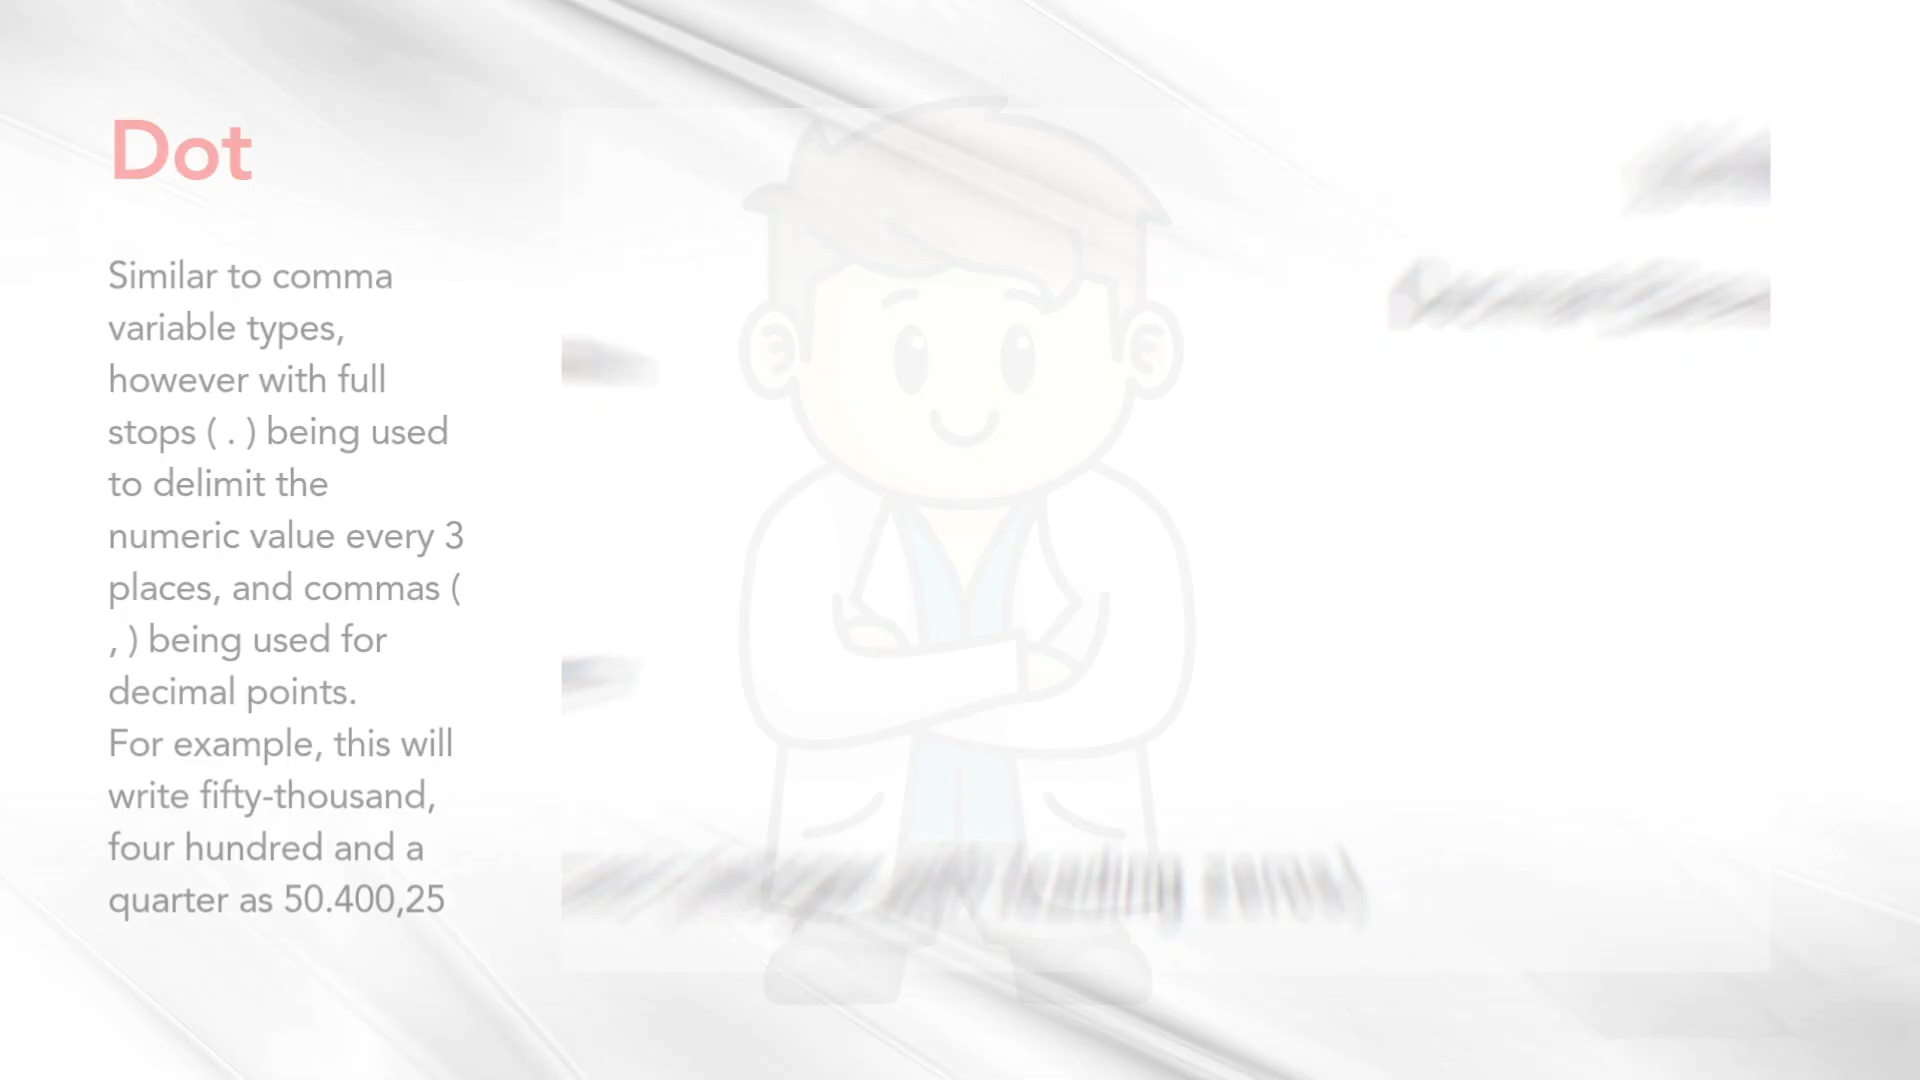 Dot
Similar to comma
variable types,
however with full
stops ( . ) being used
to delimit the
numeric value every 3
places, and commas (
, ) being used for
decimal points.
For example, this will
write fifty-thousand,
four hundred and a
quarter as 50.400,25
leading